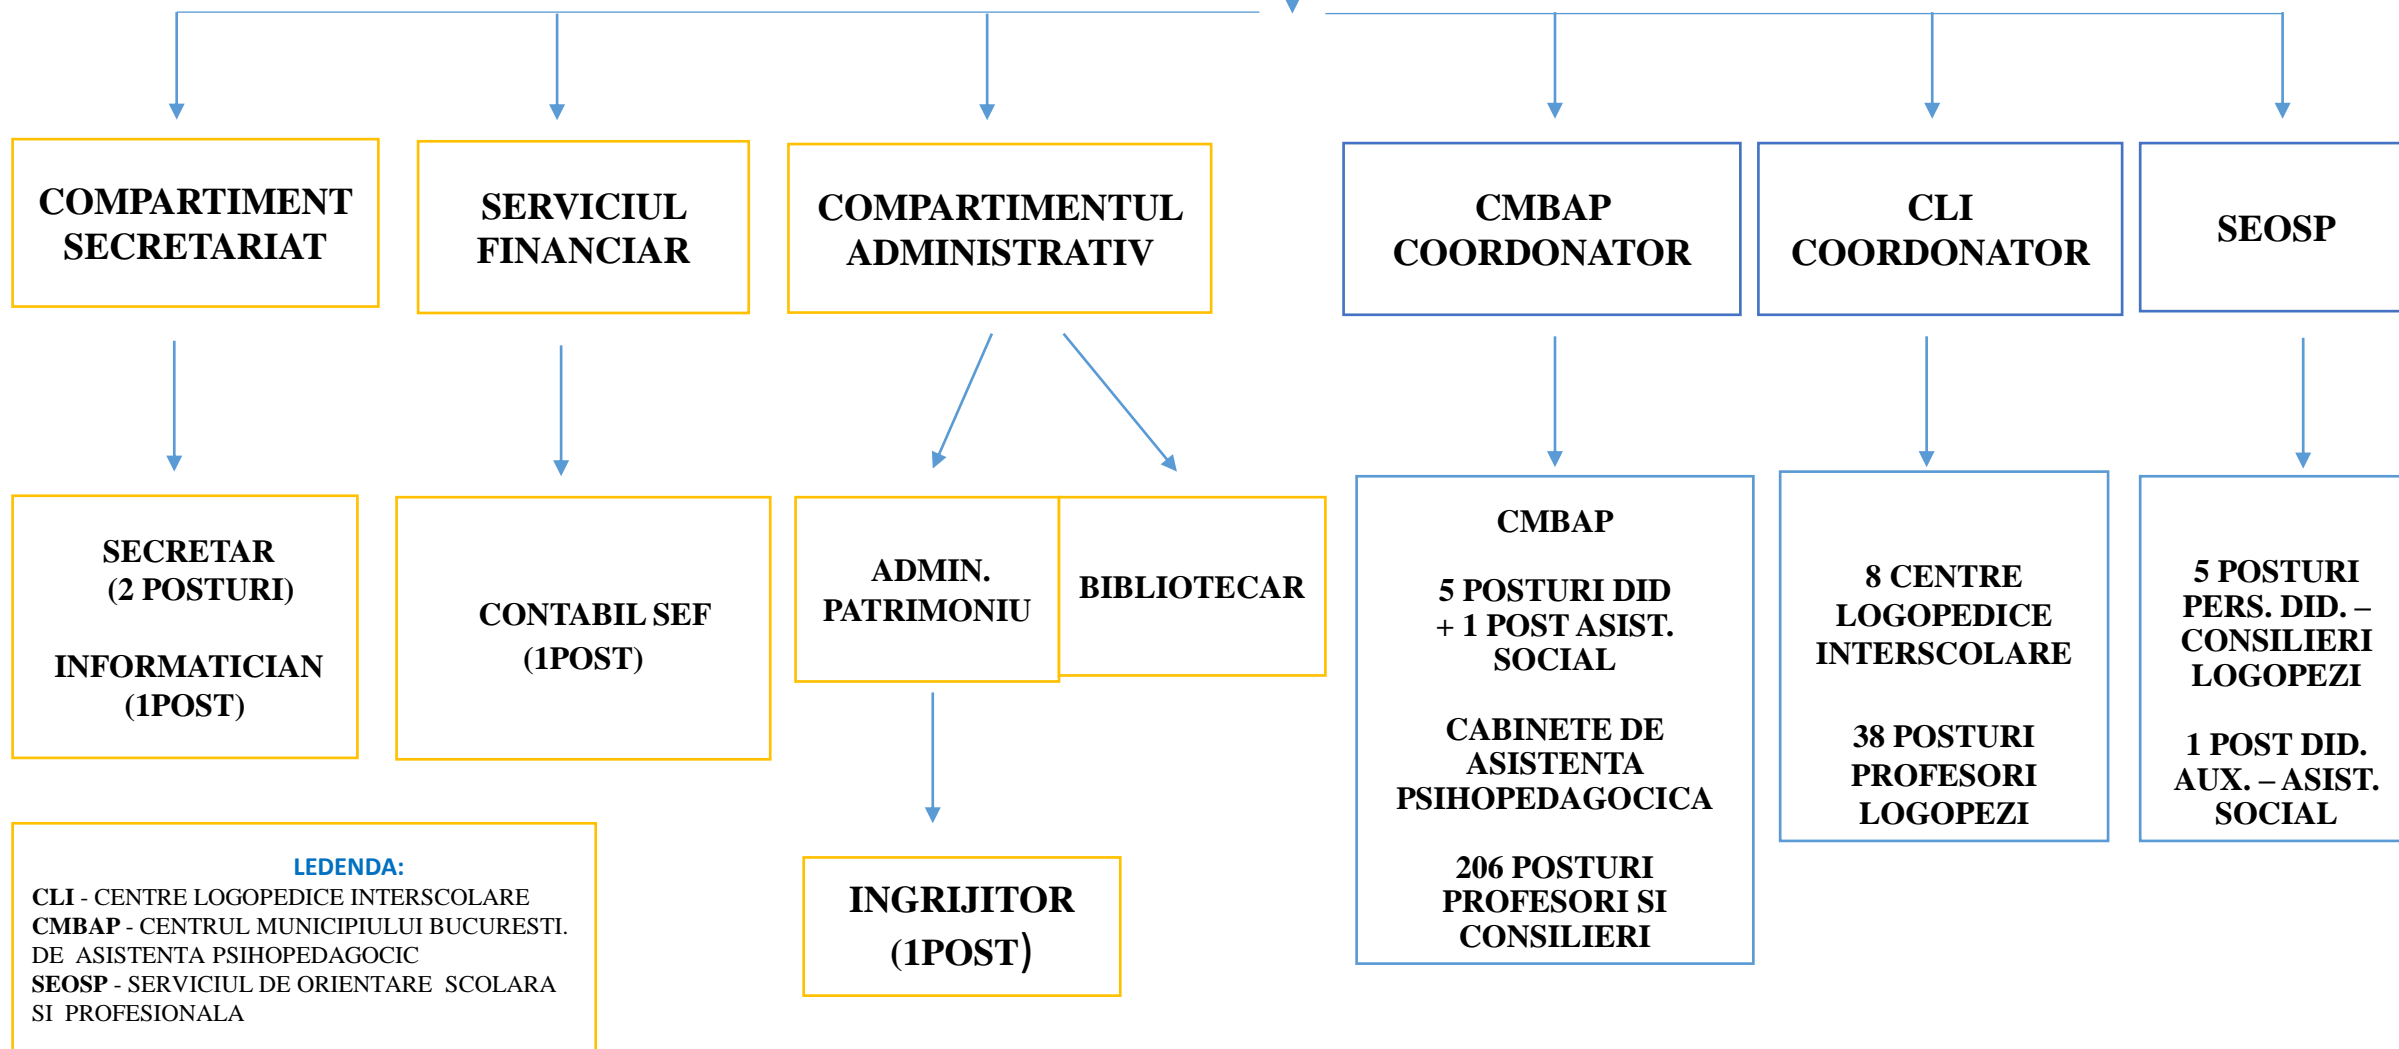 COMPARTIMENT
SECRETARIAT
SERVICIUL
FINANCIAR
COMPARTIMENTUL
ADMINISTRATIV
CMBAP
COORDONATOR
CLI
COORDONATOR
SEOSP
SECRETAR
(2 POSTURI)
INFORMATICIAN
(1POST)
CONTABIL SEF
(1POST)
ADMIN.
PATRIMONIU
BIBLIOTECAR
CMBAP
5 POSTURI DID
+ 1 POST ASIST.
SOCIAL
CABINETE DE
ASISTENTA
PSIHOPEDAGOCICA
206 POSTURI
PROFESORI SI
CONSILIERI
8 CENTRE
LOGOPEDICE
INTERSCOLARE
38 POSTURI
PROFESORI
LOGOPEZI
5 POSTURI
PERS. DID. –
CONSILIERI
LOGOPEZI
1 POST DID.
AUX. – ASIST.
SOCIAL
INGRIJITOR
(1POST)
LEDENDA:
CLI - CENTRE LOGOPEDICE INTERSCOLARE
CMBAP - CENTRUL MUNICIPIULUI BUCURESTI.
DE ASISTENTA PSIHOPEDAGOCIC
SEOSP - SERVICIUL DE ORIENTARE SCOLARA
SI PROFESIONALA